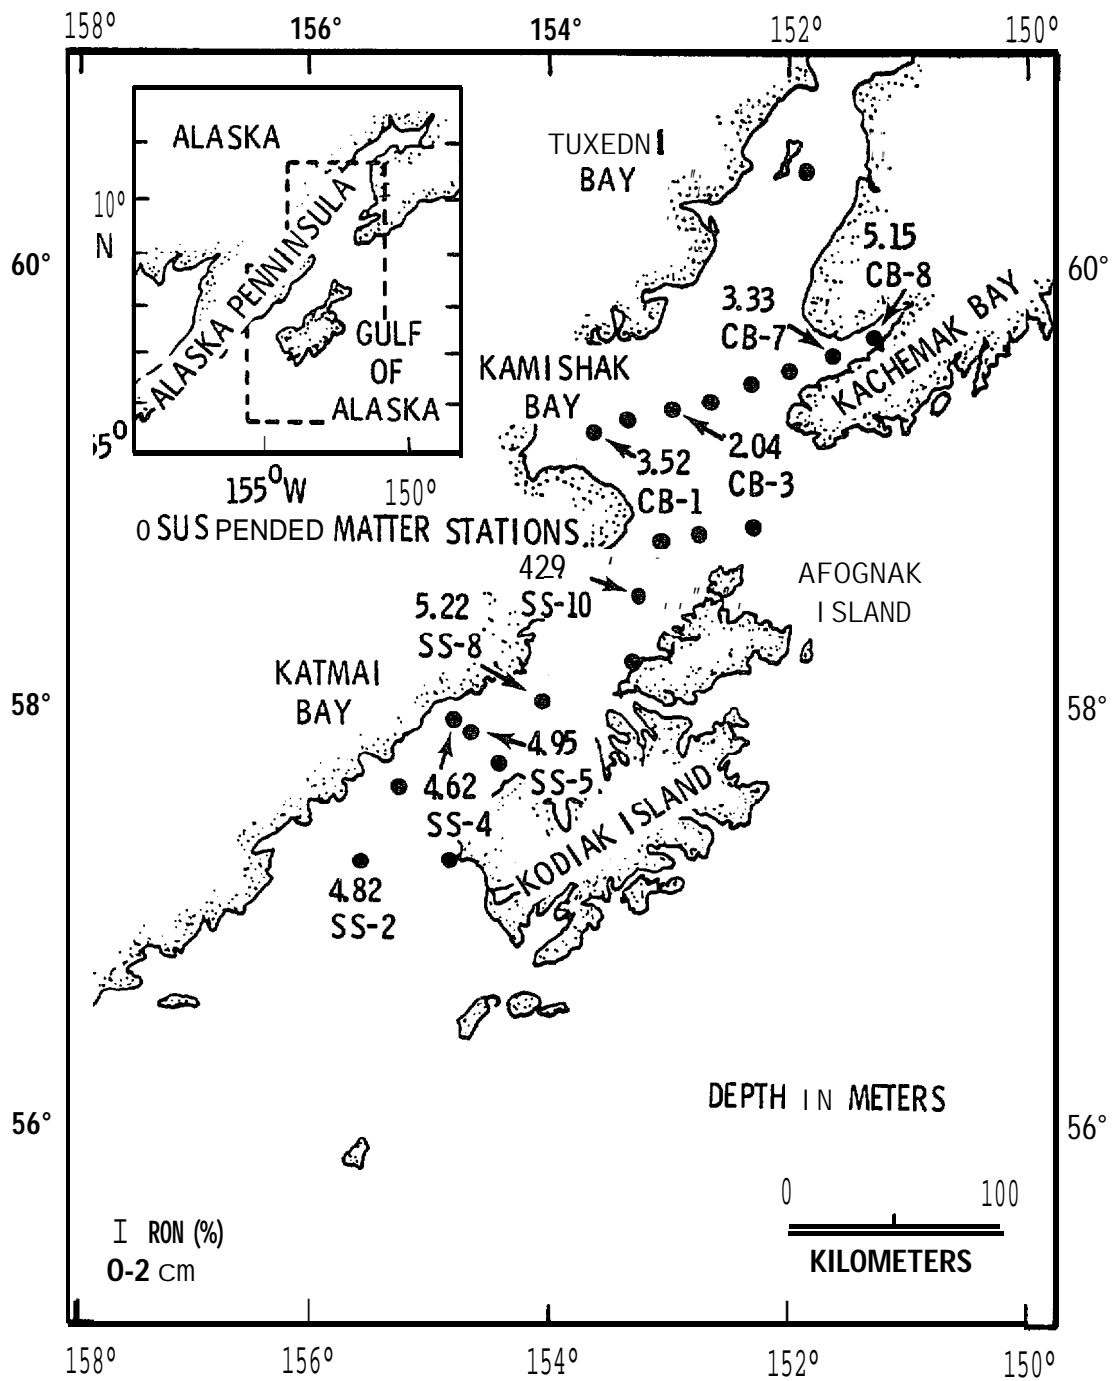 158° 156° 154° 152° 150°
ALASKA
10°
N
ALASKA PENNINSULA
GULF
OF
ALASKA
55°
155°W 150°
TUXEDNI
BAY
60° 60°
5.15
CB-8
3.33
CB-7
KACHEMAK BAY
KAMISHAK
BAY
2.04
CB-3
3.52
CB-1
O SUSPENDED MATTER STATIONS
429
SS-10
AFOGNAK
ISLAND
5.22
SS-8
KATMAI
BAY
58° 58°
4.95
SS-5
4.62
SS-4
KODIAK ISLAND
4.82
SS-2
DEPTH IN METERS
56° 56°
0 100
KILOMETERS
I RON (%)
0-2 cm
158° 156° 154° 152° 150°